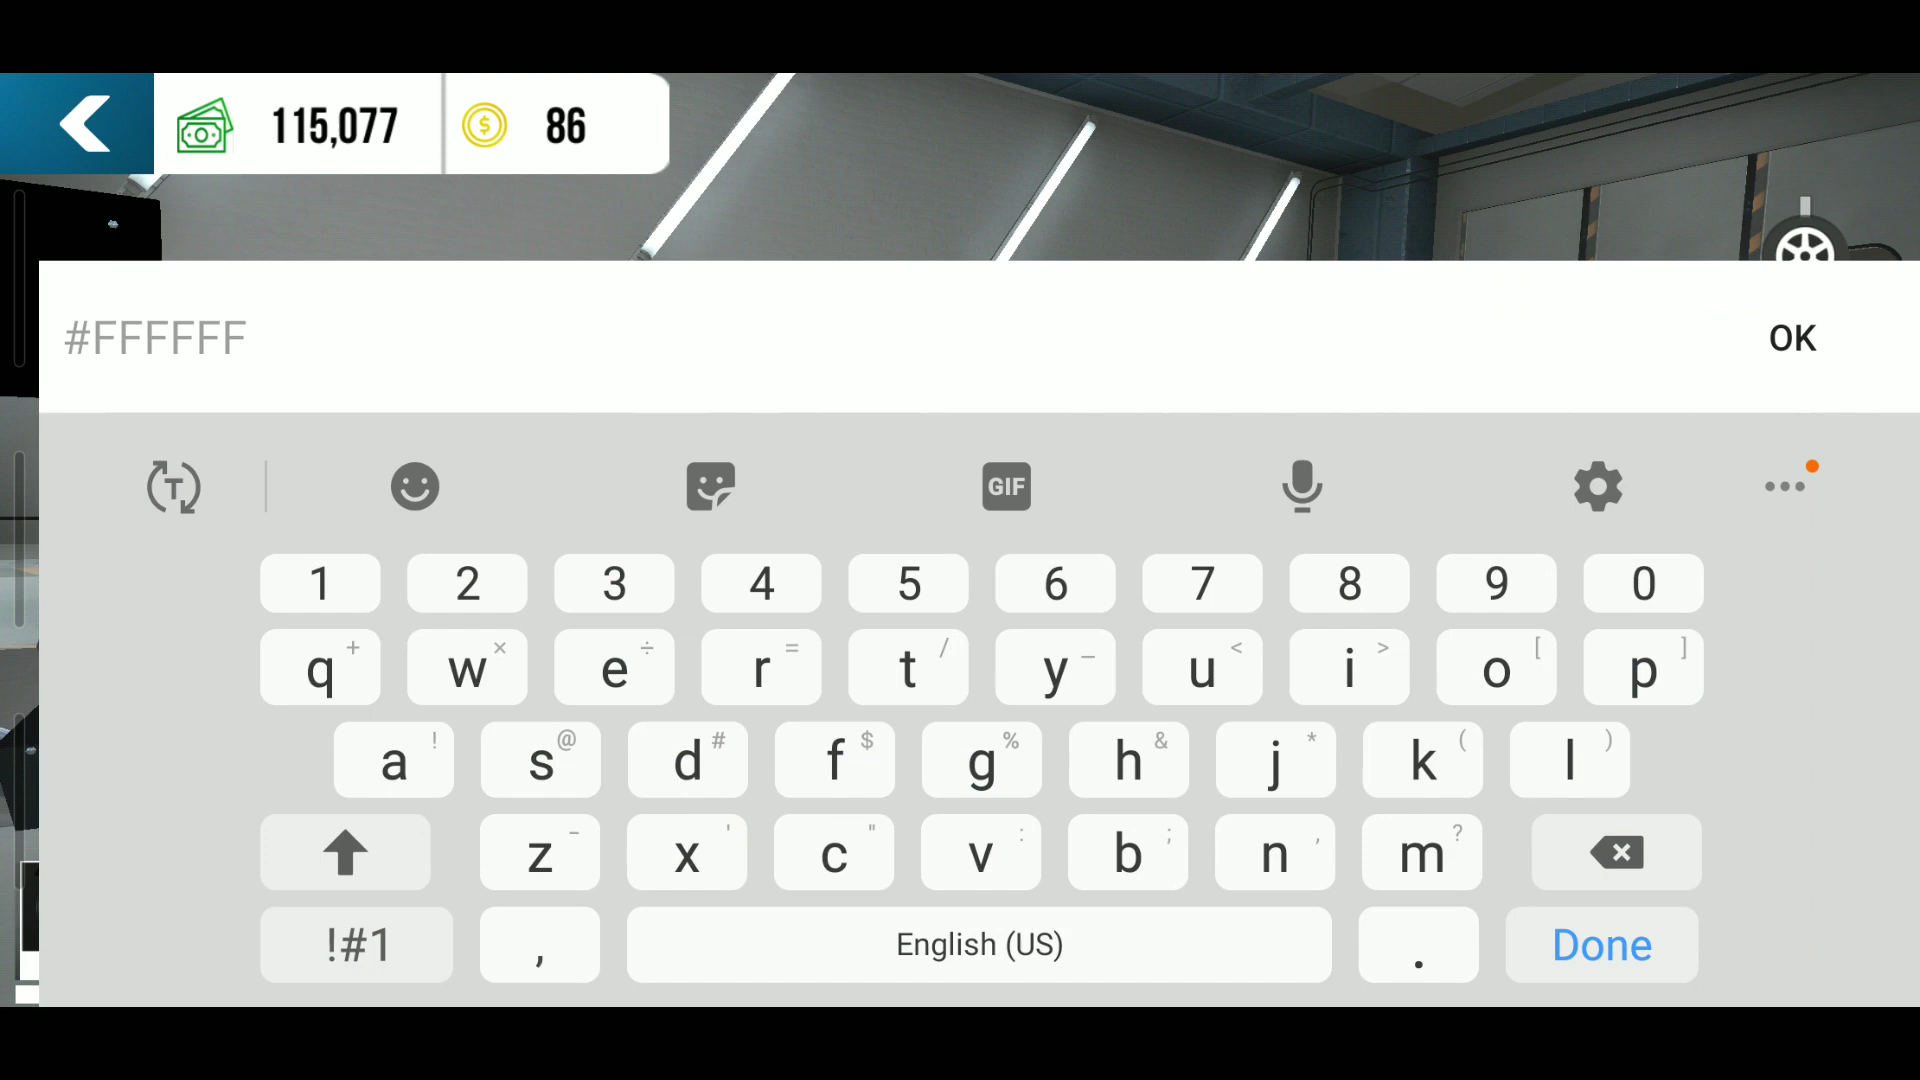 115,077 86
#FFFFFF OK
T GIF
1 2 3 4 5 6 7 8 9 0
q + w × e ÷ r = t / y _ u < i > o [ p ]
a ! s @ d # f $ g % h & j * k ( l )
z - x ' c " v : b ; n , m ?
!#1 , English (US) . Done